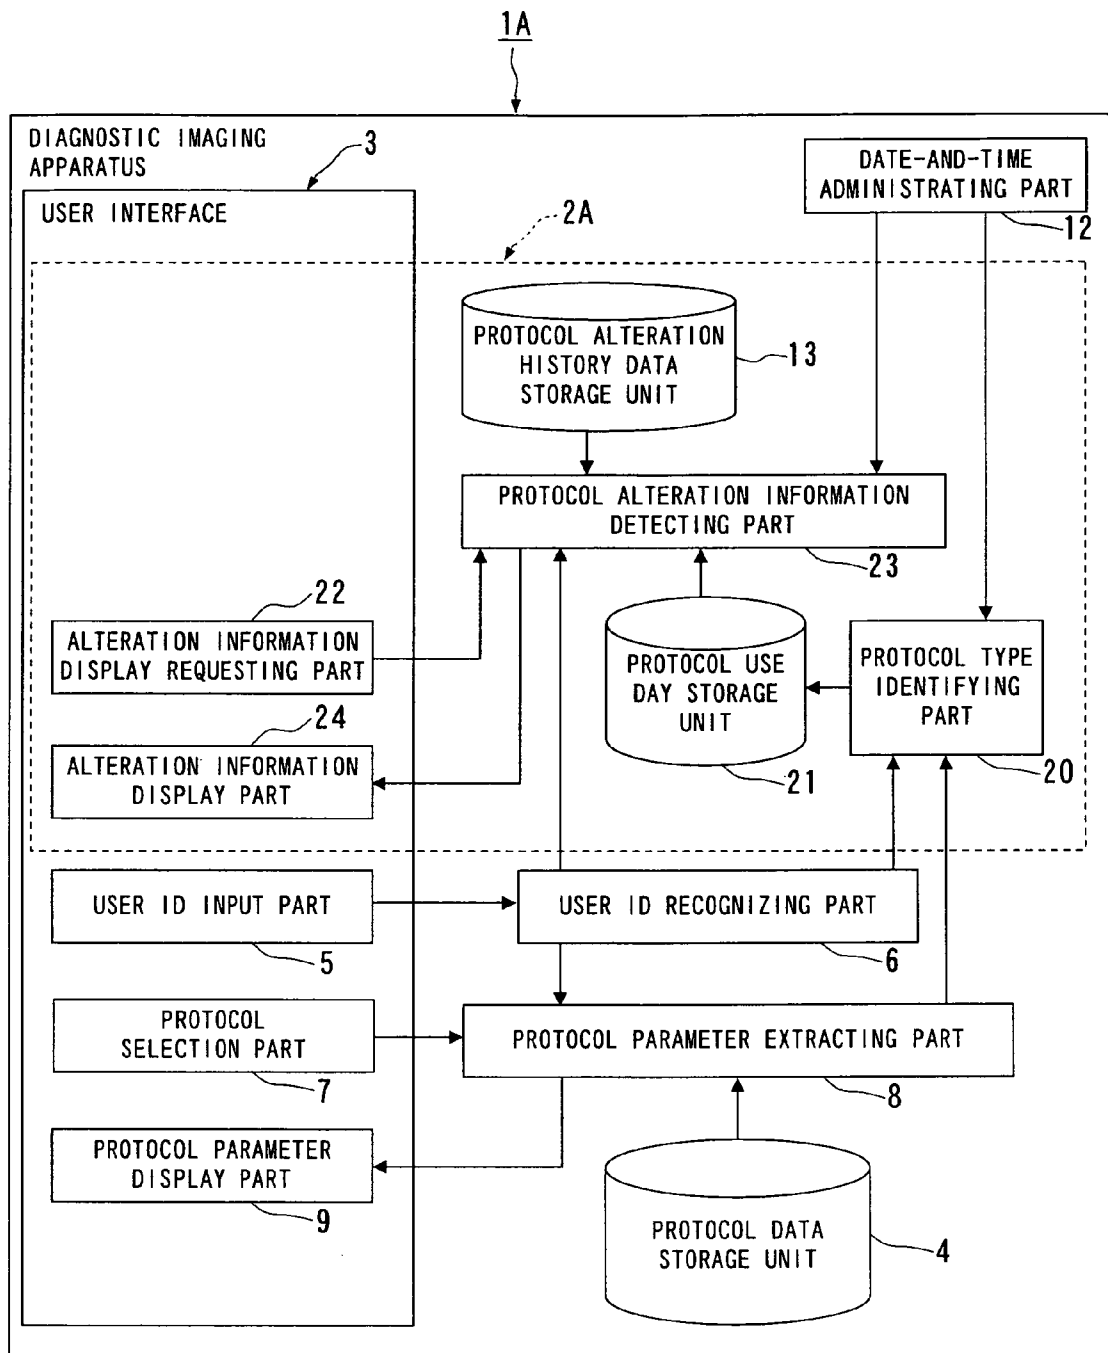 1A
DIAGNOSTIC IMAGING
APPARATUS
3
DATE-AND-TIME
ADMINISTRATING PART
12
USER INTERFACE
2A
PROTOCOL ALTERATION
HISTORY DATA
STORAGE UNIT
13
PROTOCOL ALTERATION INFORMATION
DETECTING PART
23
22
ALTERATION INFORMATION
DISPLAY REQUESTING PART
PROTOCOL USE
DAY STORAGE
UNIT
21
PROTOCOL TYPE
IDENTIFYING
PART
20
24
ALTERATION INFORMATION
DISPLAY PART
USER ID INPUT PART
5
USER ID RECOGNIZING PART
6
PROTOCOL
SELECTION PART
7
PROTOCOL PARAMETER EXTRACTING PART
8
PROTOCOL PARAMETER
DISPLAY PART
9
PROTOCOL DATA
STORAGE UNIT
4